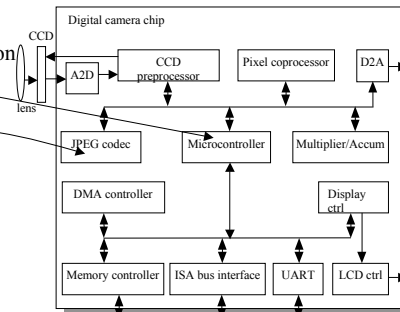 Digital camera chip
on
CCD
lens
A2D
CCD
preprocessor
Pixel coprocessor
D2A
JPEG codec
Microcontroller
Multiplier/Accum
DMA controller
Display
ctrl
Memory controller
ISA bus interface
UART
LCD ctrl